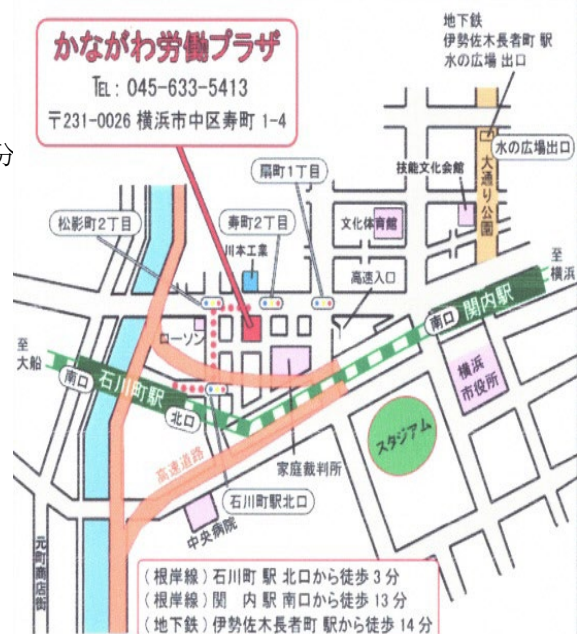 かながわ労働プラザ
TEL: 045-633-5413
〒231-0026 横浜市中区寿町 1-4
地下鉄
伊勢佐木長者町 駅
水の広場 出口
分
水の広場出口
大通り公園
技能文化会館
扇町1丁目
文化体育館
松影町2丁目
寿町2丁目
川本工業
高速入口
至
横浜
関内駅
南口
ローソン
至
大船
南口
石川町駅
北口
横浜
市役所
スタジアム
家庭裁判所
高速道路
石川町駅北口
中央病院
元町商店街
(根岸線) 石川町 駅 北口から徒歩 3 分
(根岸線) 関 内 駅 南口から徒歩 13 分
(地下鉄) 伊勢佐木長者町 駅から徒歩 14 分